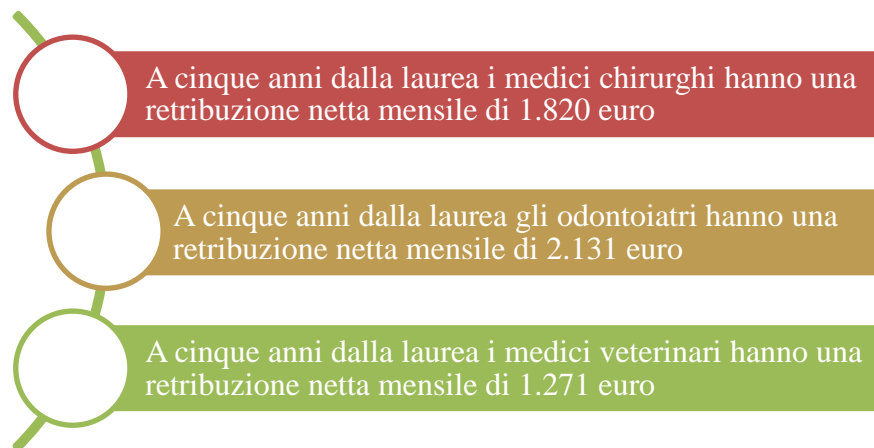 A cinque anni dalla laurea i medici chirurghi hanno una
retribuzione netta mensile di 1.820 euro
A cinque anni dalla laurea gli odontoiatri hanno una
retribuzione netta mensile di 2.131 euro
A cinque anni dalla laurea i medici veterinari hanno una
retribuzione netta mensile di 1.271 euro